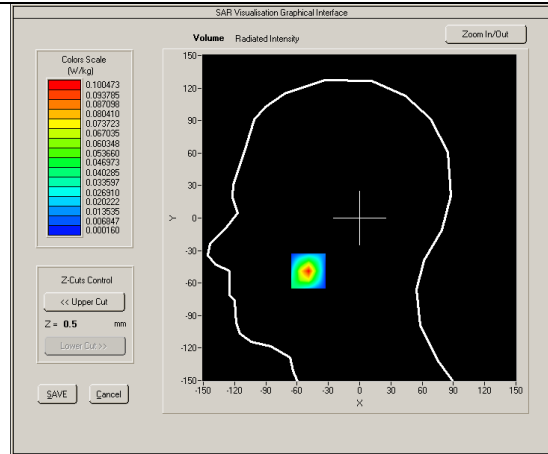 SAR Visualisation Graphical Interface
Volume Radiated Intensity
Zoom In/Out
Colors Scale
(W/kg)
0.100473
0.093785
0.087098
0.080410
0.073723
0.067035
0.060348
0.053660
0.046973
0.040285
0.033597
0.026910
0.020222
0.013535
0.006847
0.000160
Z-Cuts Control
<< Upper Cut
Z = 0.5 mm
Lower Cut >>
SAVE Cancel
150
120
90
60
30
0
-30
-60
-90
-120
-150
Y
-150 -120 -90 -60 -30 0 30 60 90 120 150
X